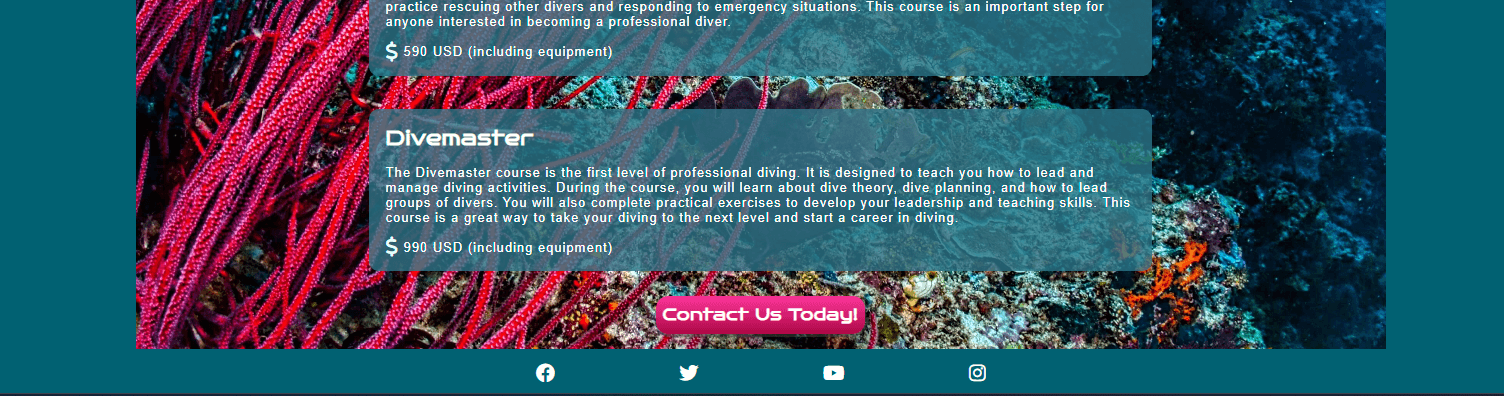 practice rescuing other divers and responding to emergency situations. This course is an important step for
anyone interested in becoming a professional diver.
$ 590 USD (including equipment)
Divemaster
The Divemaster course is the first level of professional diving. It is designed to teach you how to lead and
manage diving activities. During the course, you will learn about dive theory, dive planning, and how to lead
groups of divers. You will also complete practical exercises to develop your leadership and teaching skills. This
course is a great way to take your diving to the next level and start a career in diving.
$ 990 USD (including equipment)
Contact Us Today!